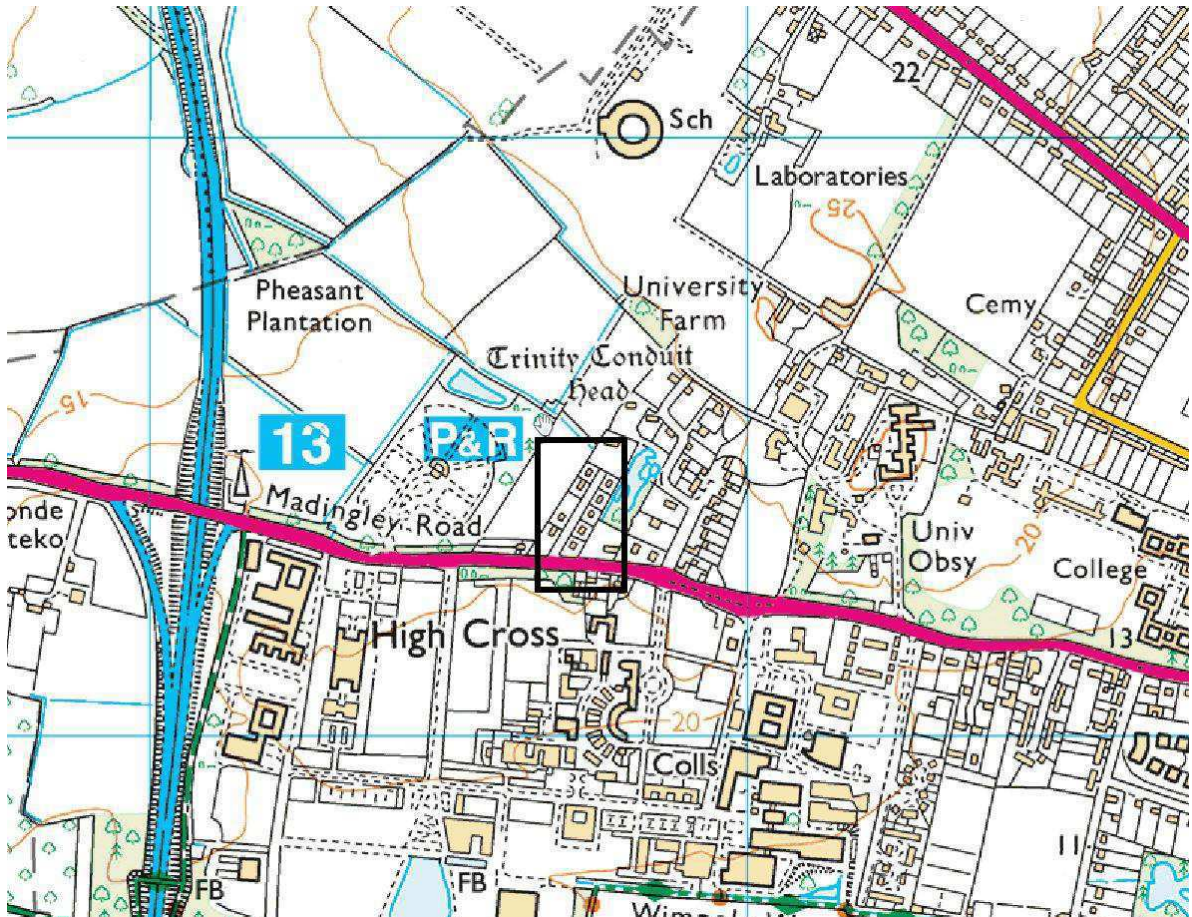 22
Sch
Laboratories
25
University
Farm
Cemy
Pheasant
Plantation
Trinity Conduit
Head
15
13
P&R
Madingley Road
onde
teko
Univ
Obsy
20
College
13
High Cross
20
Colls
11
FB
FB